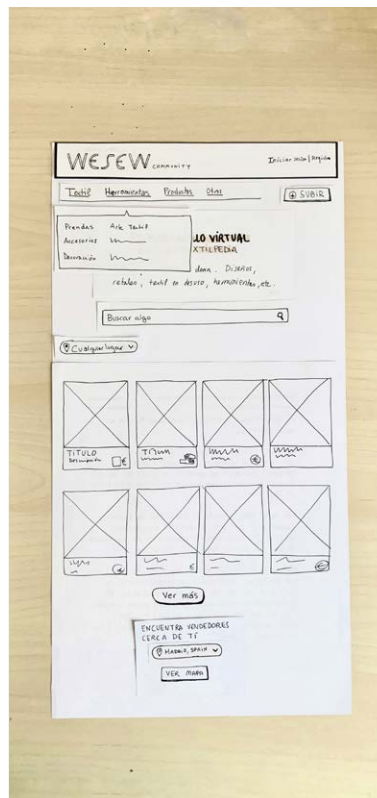 WESEW COMMUNITY
Iniciar sesión | Registro
Textil Herramientas Productos Otros
⊕ SUBIR
Prendas Arte Textil
Accesorios
Decoración
LO VIRTUAL
XTILPEDIA
dona. Diseños,
retales, textil en desuso, herramientas, etc.
Buscar algo
Cualquier lugar
TITULO
Descripción €
TITULO
€
€
Ver más
ENCUENTRA VENDEDORES
CERCA DE TÍ
MADRID, SPAIN
VER MAPA